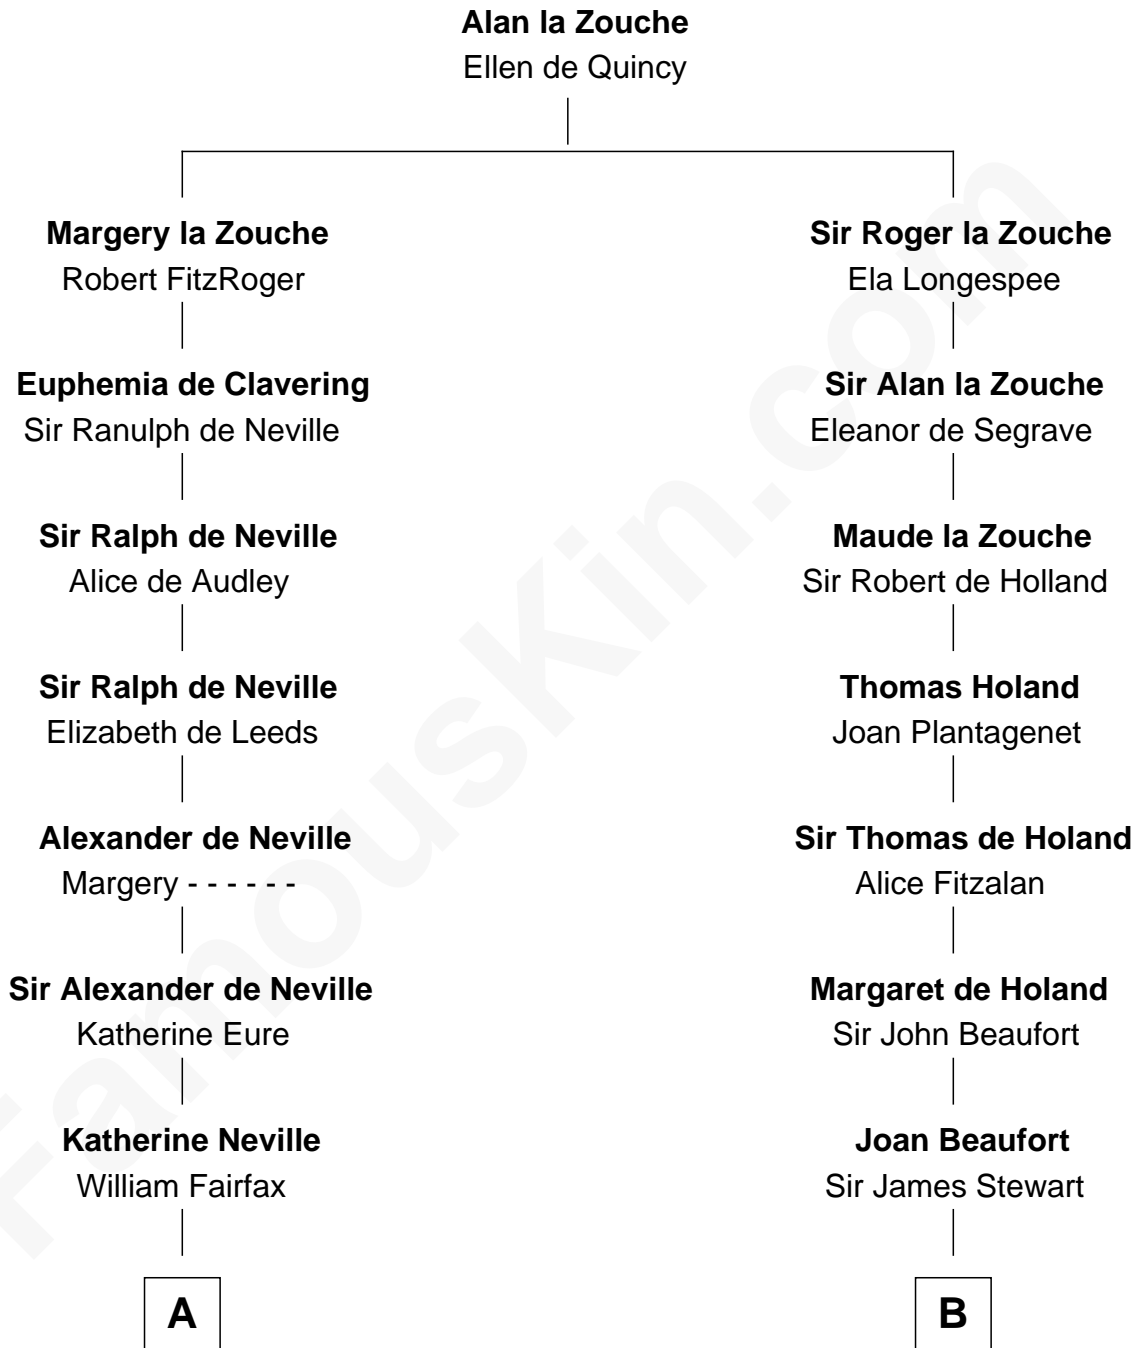 Alan la Zouche
Ellen de Quincy
Margery la Zouche
Robert FitzRoger
Sir Roger la Zouche
Ela Longespee
Euphemia de Clavering
Sir Ranulph de Neville
Sir Alan la Zouche
Eleanor de Segrave
Sir Ralph de Neville
Alice de Audley
Maude la Zouche
Sir Robert de Holland
Sir Ralph de Neville
Elizabeth de Leeds
Thomas Holand
Joan Plantagenet
Alexander de Neville
Margery - - - - - -
Sir Thomas de Holand
Alice Fitzalan
Sir Alexander de Neville
Katherine Eure
Margaret de Holand
Sir John Beaufort
Katherine Neville
William Fairfax
Joan Beaufort
Sir James Stewart
A
B
FamousKin.com